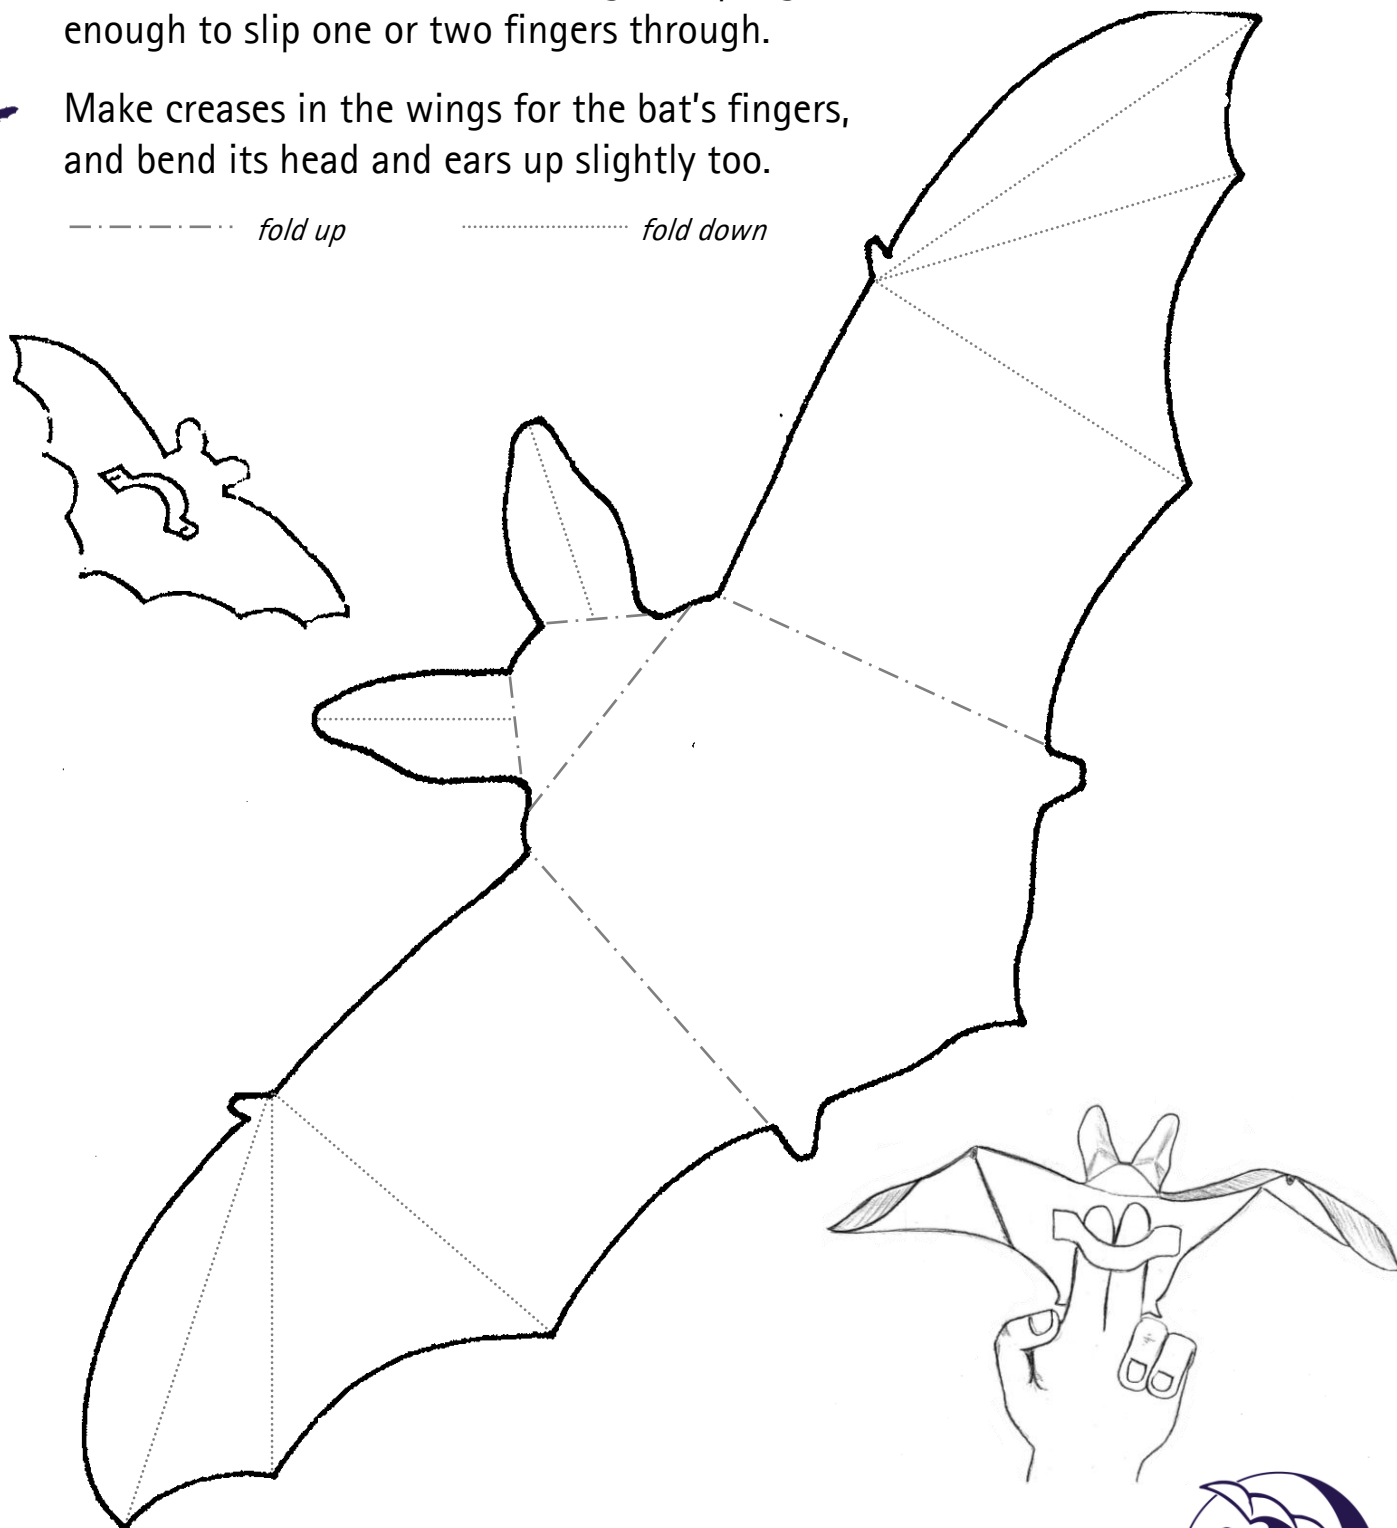 enough to slip one or two fingers through.
Make creases in the wings for the bat's fingers,
and bend its head and ears up slightly too.
fold up
fold down